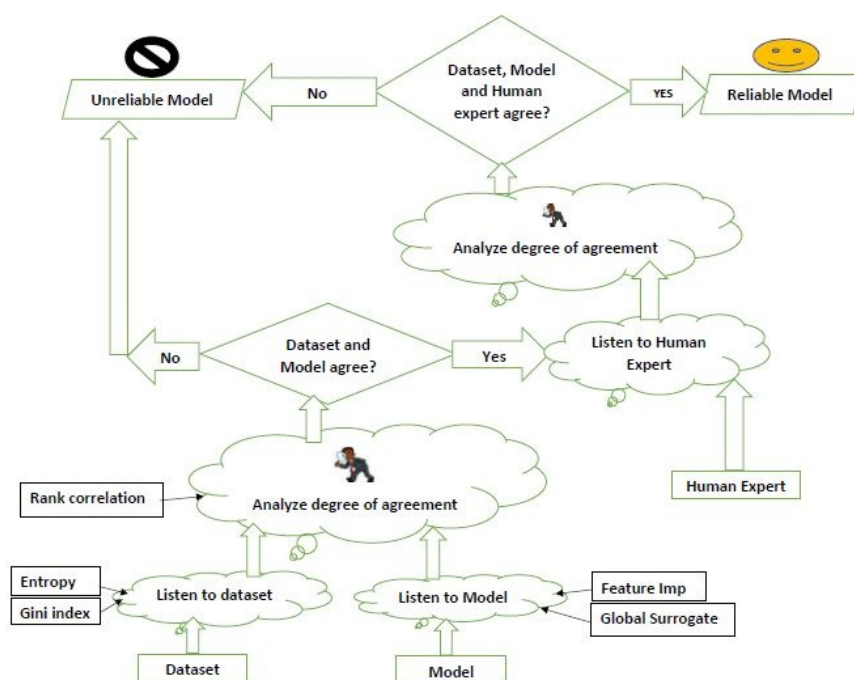 Dataset, Model
and Human
expert agree?
Unreliable Model
No
YES
Reliable Model
Analyze degree of agreement
Dataset and
Model agree?
No
Yes
Listen to Human
Expert
Rank correlation
Analyze degree of agreement
Human Expert
Entropy
Gini index
Listen to dataset
Listen to Model
Feature Imp
Global Surrogate
Dataset
Model